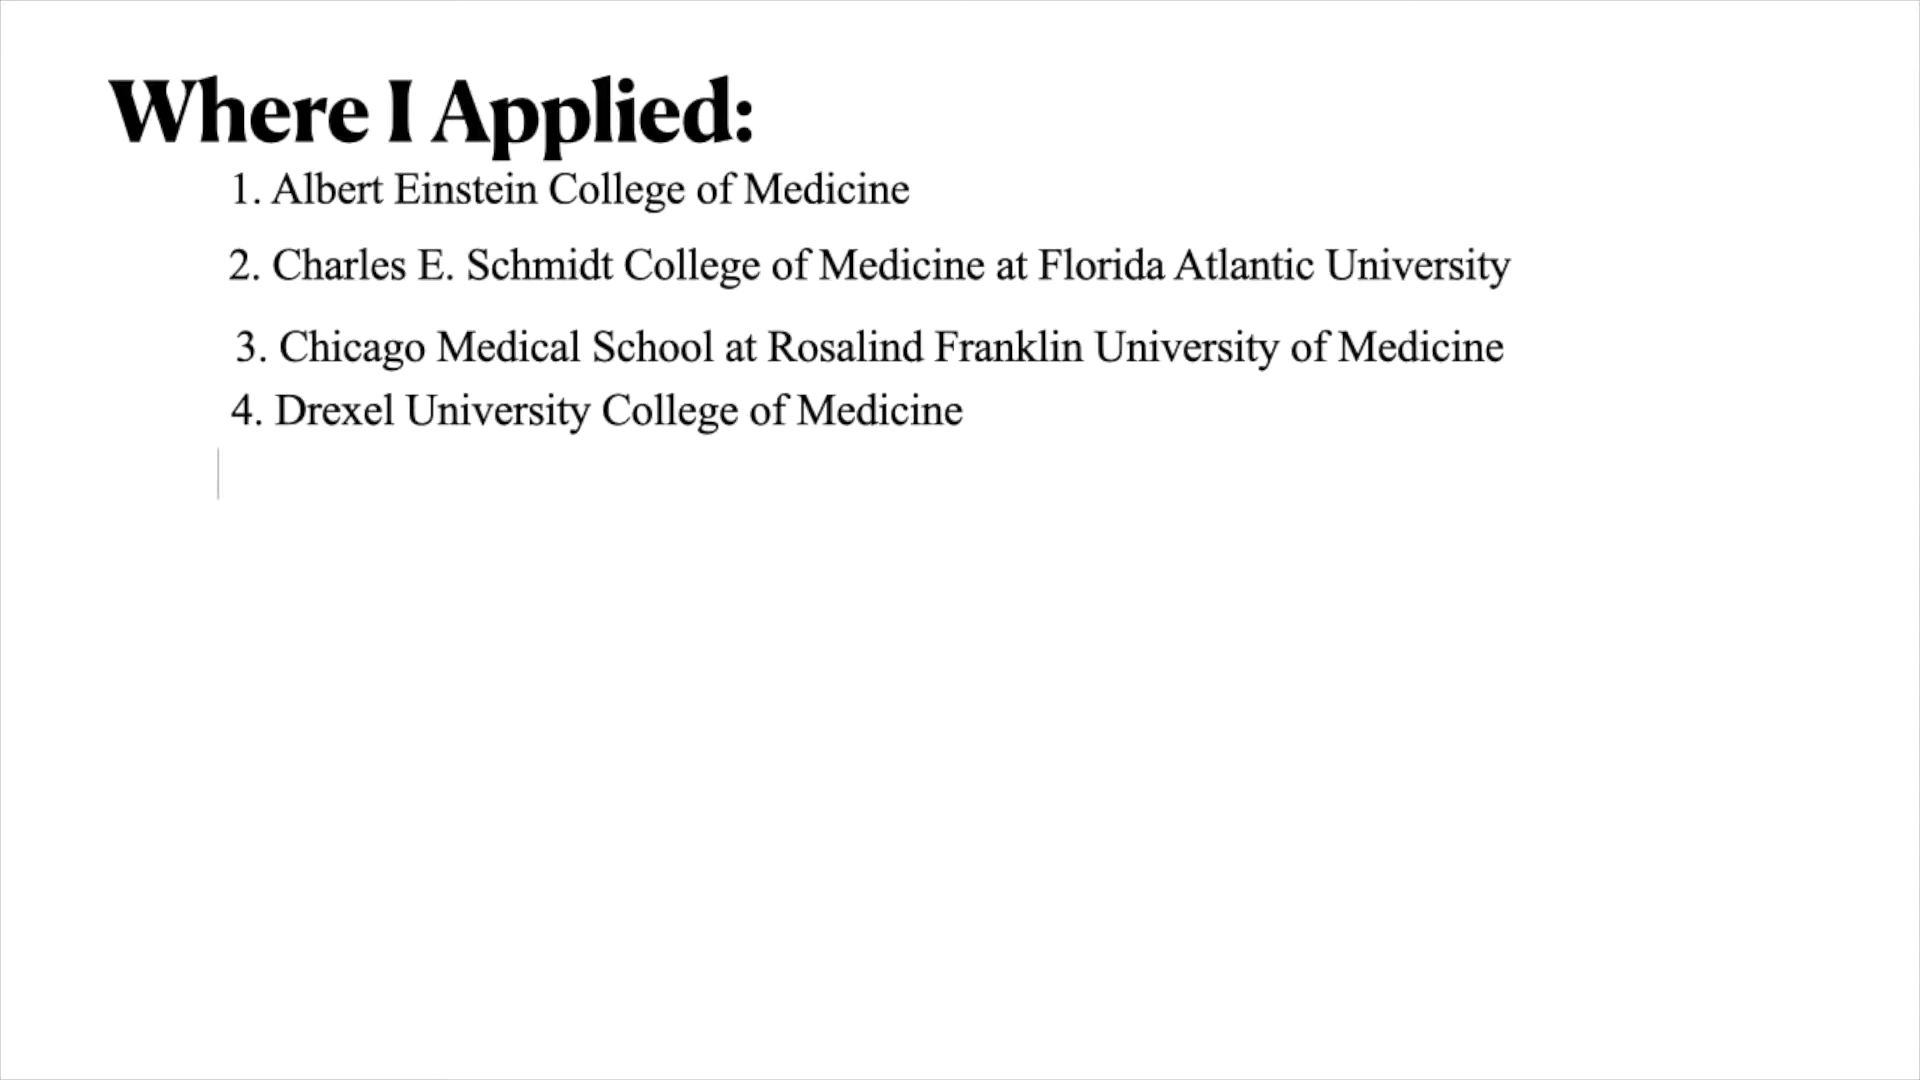 Where I Applied:
1. Albert Einstein College of Medicine
2. Charles E. Schmidt College of Medicine at Florida Atlantic University
3. Chicago Medical School at Rosalind Franklin University of Medicine
4. Drexel University College of Medicine